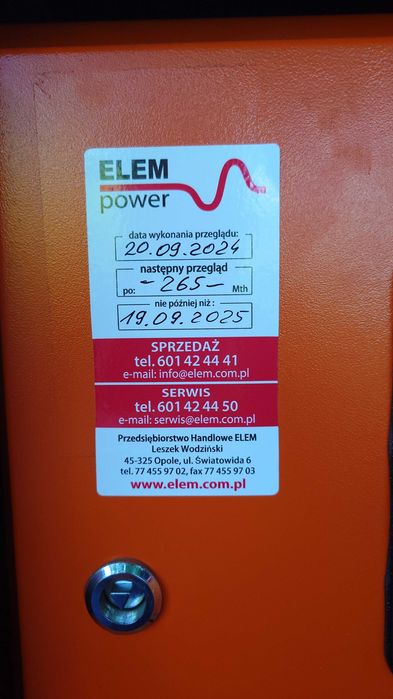 ELEM
power
data wykonania przeglądu:
20.09.2024
następny przegląd
po: -265- Mth
nie później niż :
19.09.2025
SPRZEDAŻ
tel. 601 42 44 41
e-mail: info@elem.com.pl
SERWIS
tel. 601 42 44 50
e-mail: serwis@elem.com.pl
Przedsiębiorstwo Handlowe ELEM
Leszek Wodziński
45-325 Opole, ul. Światowida 6
tel. 77 455 97 02, fax 77 455 97 03
www.elem.com.pl